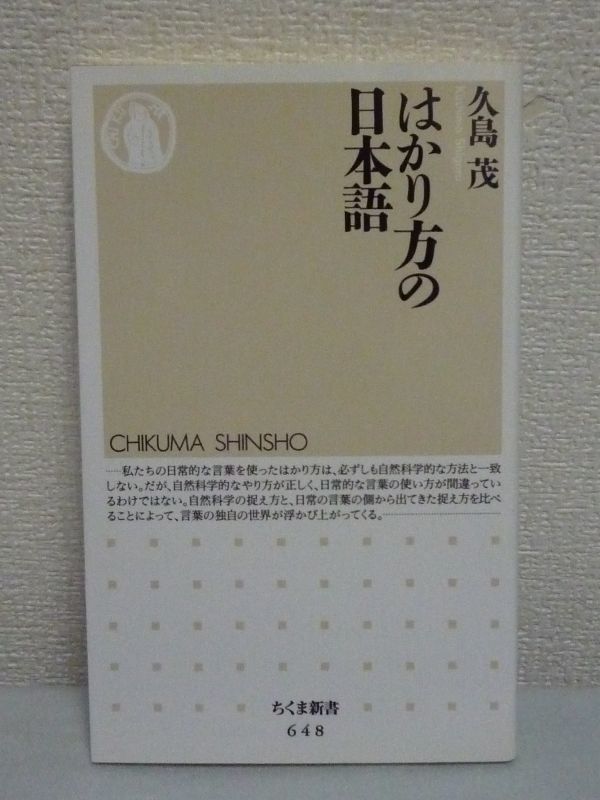 久島 茂
Kushima Shigeru
はかり方の
日本語
CHIKUMA SHINSHO
……私たちの日常的な言葉を使ったはかり方は、必ずしも自然科学的な方法と一致
しない。だが、自然科学的なやり方が正しく、日常的な言葉の使い方が間違ってい
るわけではない。自然科学の捉え方と、日常の言葉の側から出てきた捉え方を比べ
ることによって、言葉の独自の世界が浮かび上がってくる。……………………
ちくま新書
648